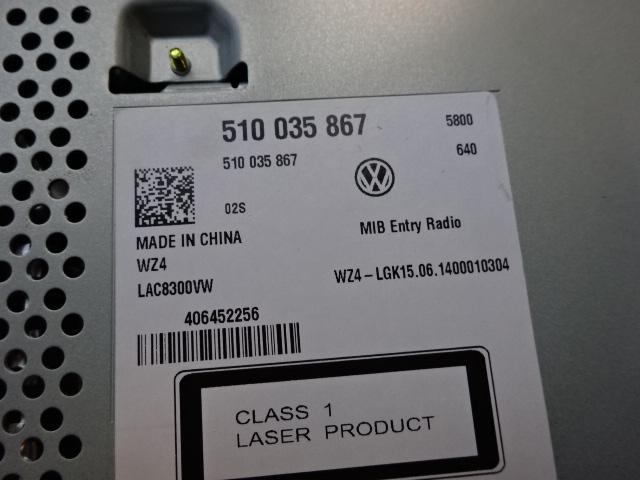 510 035 867 5800
510 035 867 640
02S
MADE IN CHINA MIB Entry Radio
WZ4
LAC8300VW WZ4-LGK15.06.1400010304
406452256
CLASS 1
LASER PRODUCT